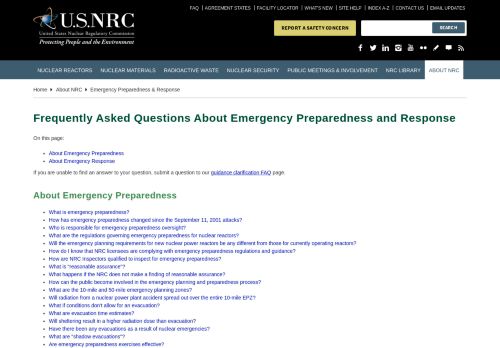 FAQ | AGREEMENT STATES | FACILITY LOCATOR | WHAT'S NEW | SITE HELP | INDEX A-Z | CONTACT US | EMAIL UPDATES
U.S.NRC
United States Nuclear Regulatory Commission
Protecting People and the Environment
REPORT A SAFETY CONCERN
SEARCH
NUCLEAR REACTORS NUCLEAR MATERIALS RADIOACTIVE WASTE NUCLEAR SECURITY PUBLIC MEETINGS & INVOLVEMENT NRC LIBRARY ABOUT NRC
Home About NRC Emergency Preparedness & Response
Frequently Asked Questions About Emergency Preparedness and Response
On this page:
About Emergency Preparedness
About Emergency Response
If you are unable to find an answer to your question, submit a question to our guidance clarification FAQ page.
About Emergency Preparedness
What is emergency preparedness?
How has emergency preparedness changed since the September 11, 2001 attacks?
Who is responsible for emergency preparedness oversight?
What are the regulations governing emergency preparedness for nuclear reactors?
Will the emergency planning requirements for new nuclear power reactors be any different from those for currently operating reactors?
How do I know that NRC licensees are complying with emergency preparedness regulations and guidance?
How are NRC Inspectors qualified to inspect for emergency preparedness?
What is "reasonable assurance"?
What happens if the NRC does not make a finding of reasonable assurance?
How can the public become involved in the emergency planning and preparedness process?
What are the 10-mile and 50-mile emergency planning zones?
Will radiation from a nuclear power plant accident spread out over the entire 10-mile EPZ?
What if conditions don't allow for an evacuation?
What are evacuation time estimates?
Will sheltering result in a higher radiation dose than evacuation?
Have there been any evacuations as a result of nuclear emergencies?
What are "shadow evacuations"?
Are emergency preparedness exercises effective?